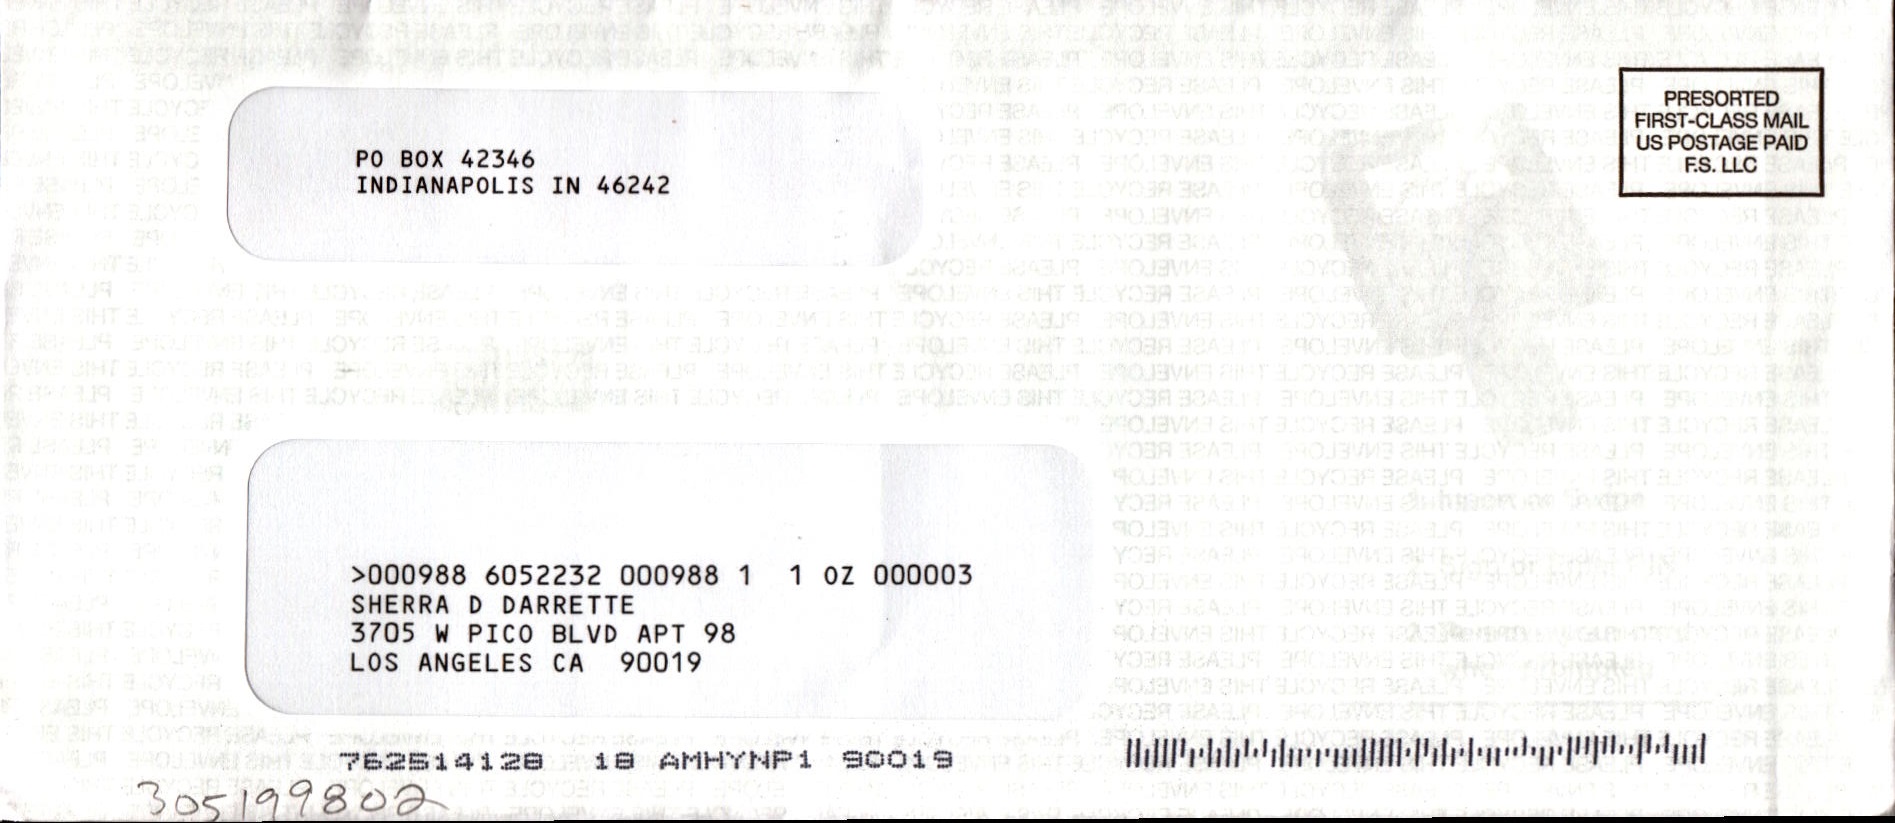 PO BOX 42346
INDIANAPOLIS IN 46242
PRESORTED
FIRST-CLASS MAIL
US POSTAGE PAID
F.S. LLC
>000988 6052232 000988 1 1 OZ 000003
SHERRA D DARRETTE
3705 W PICO BLVD APT 98
LOS ANGELES CA 90019
762514128 18 AMHYNP1 90019
305199802